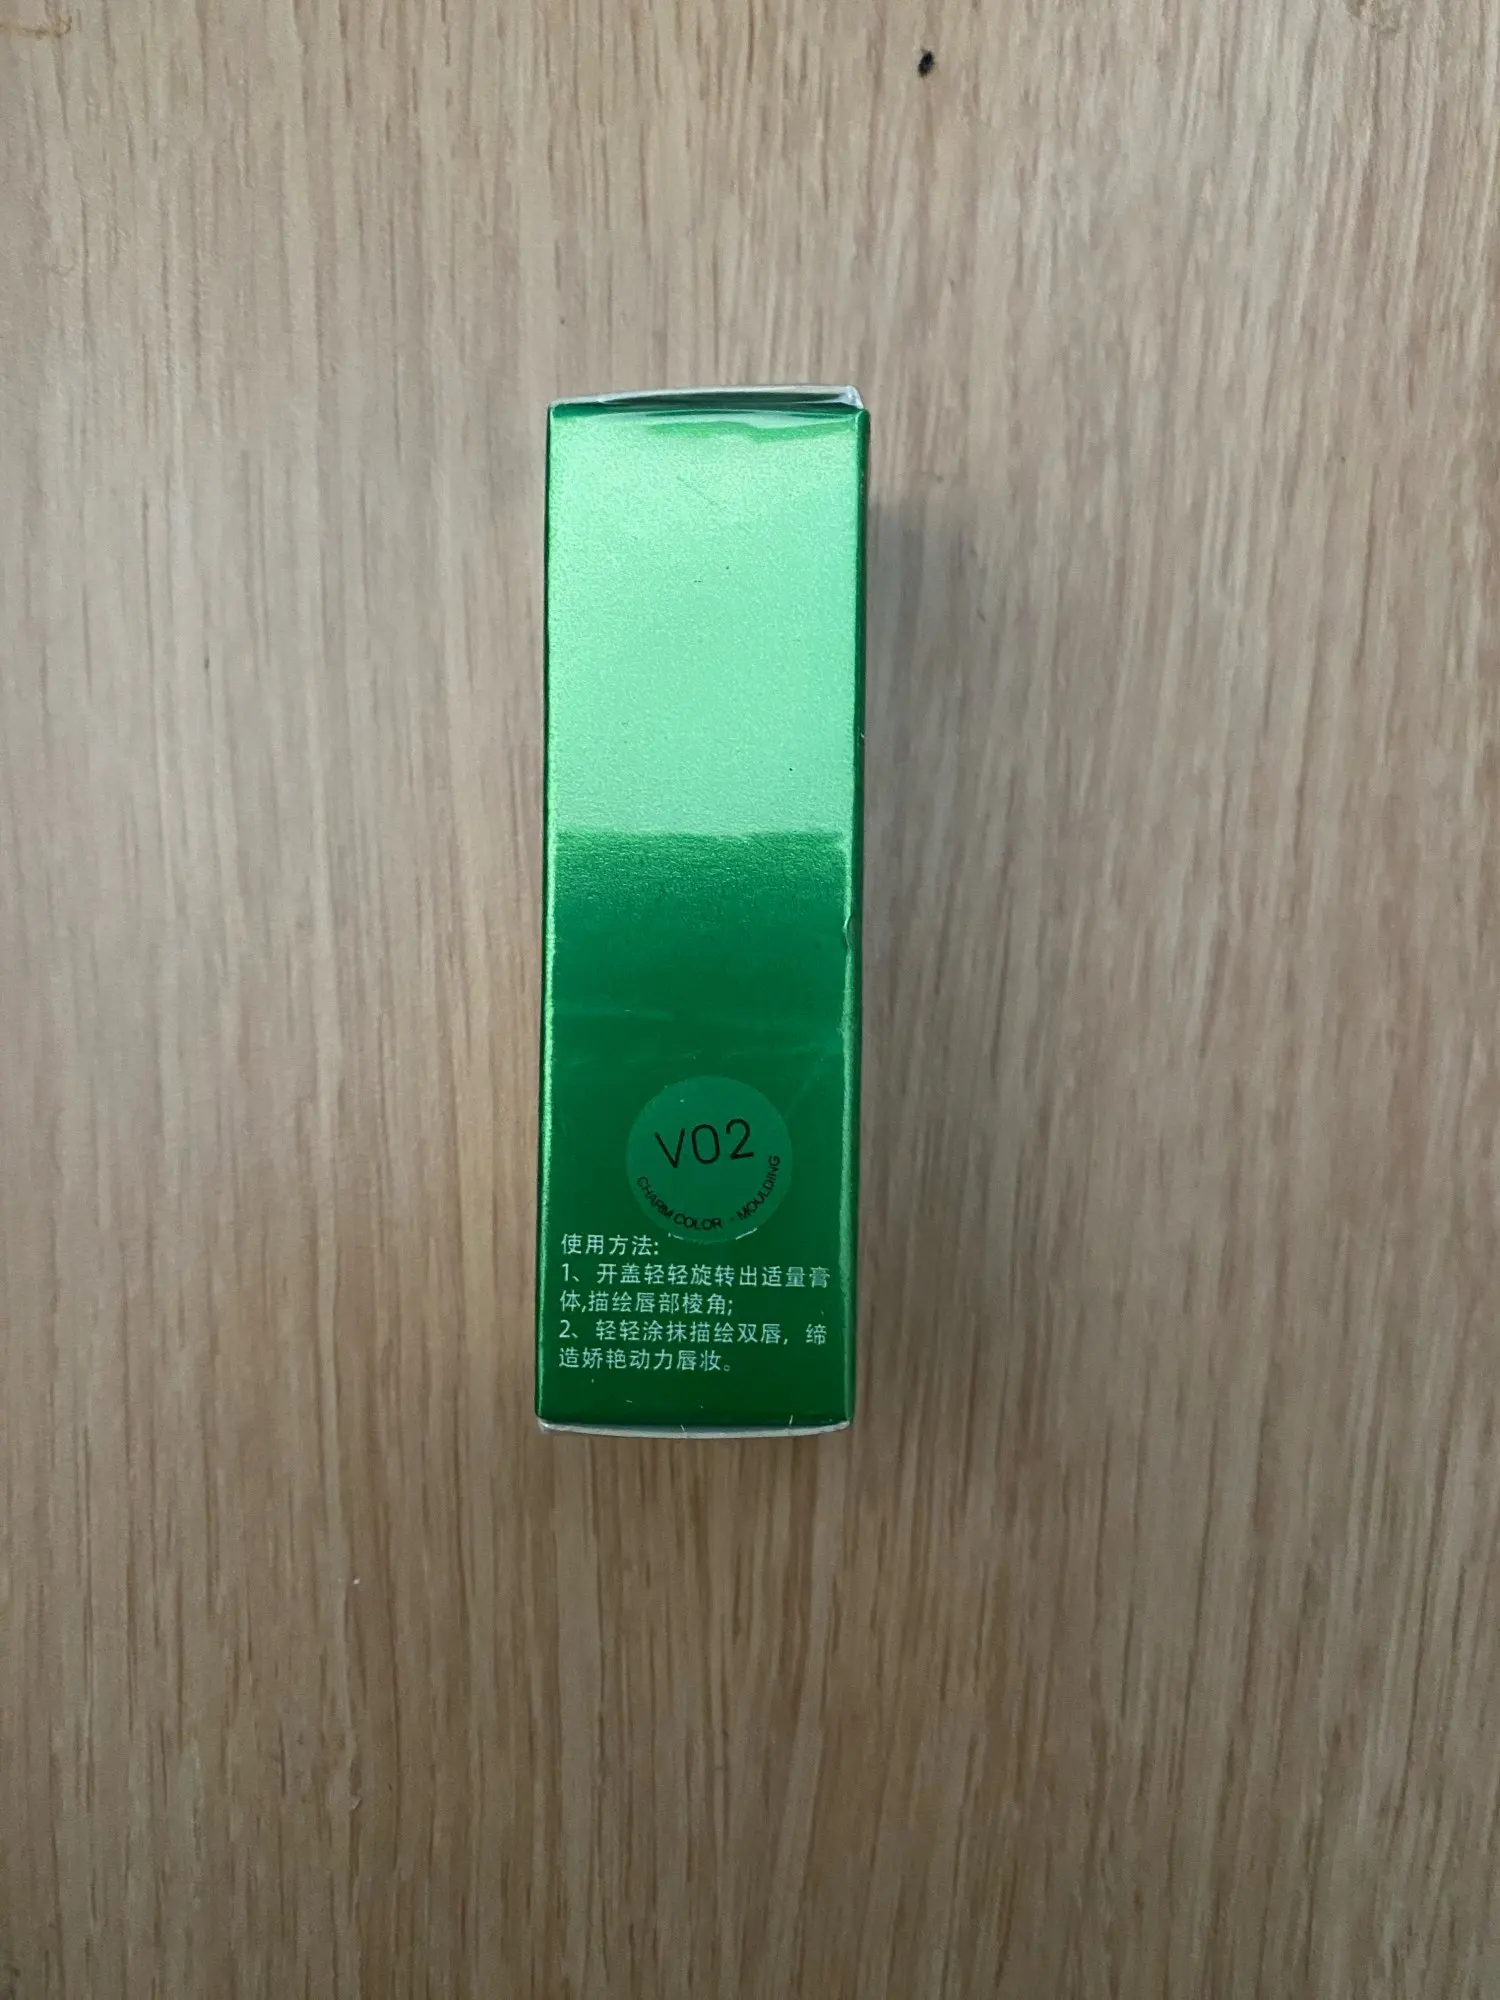 V02
CHARM COLOR · MOULDING
使用方法:
1、开盖轻轻旋转出适量膏
体,描绘唇部棱角;
2、轻轻涂抹描绘双唇，缔
造娇艳动力唇妆。